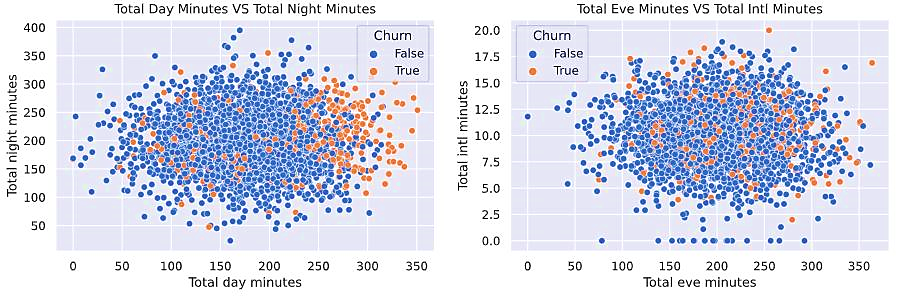 Total Day Minutes VS Total Night Minutes
Total night minutes
400
350
300
250
200
150
100
50
Churn
False
True
0 50 100 150 200 250 300 350
Total day minutes
Total Eve Minutes VS Total Intl Minutes
Total intl minutes
20.0
17.5
15.0
12.5
10.0
7.5
5.0
2.5
0.0
Churn
False
True
0 50 100 150 200 250 300 350
Total eve minutes